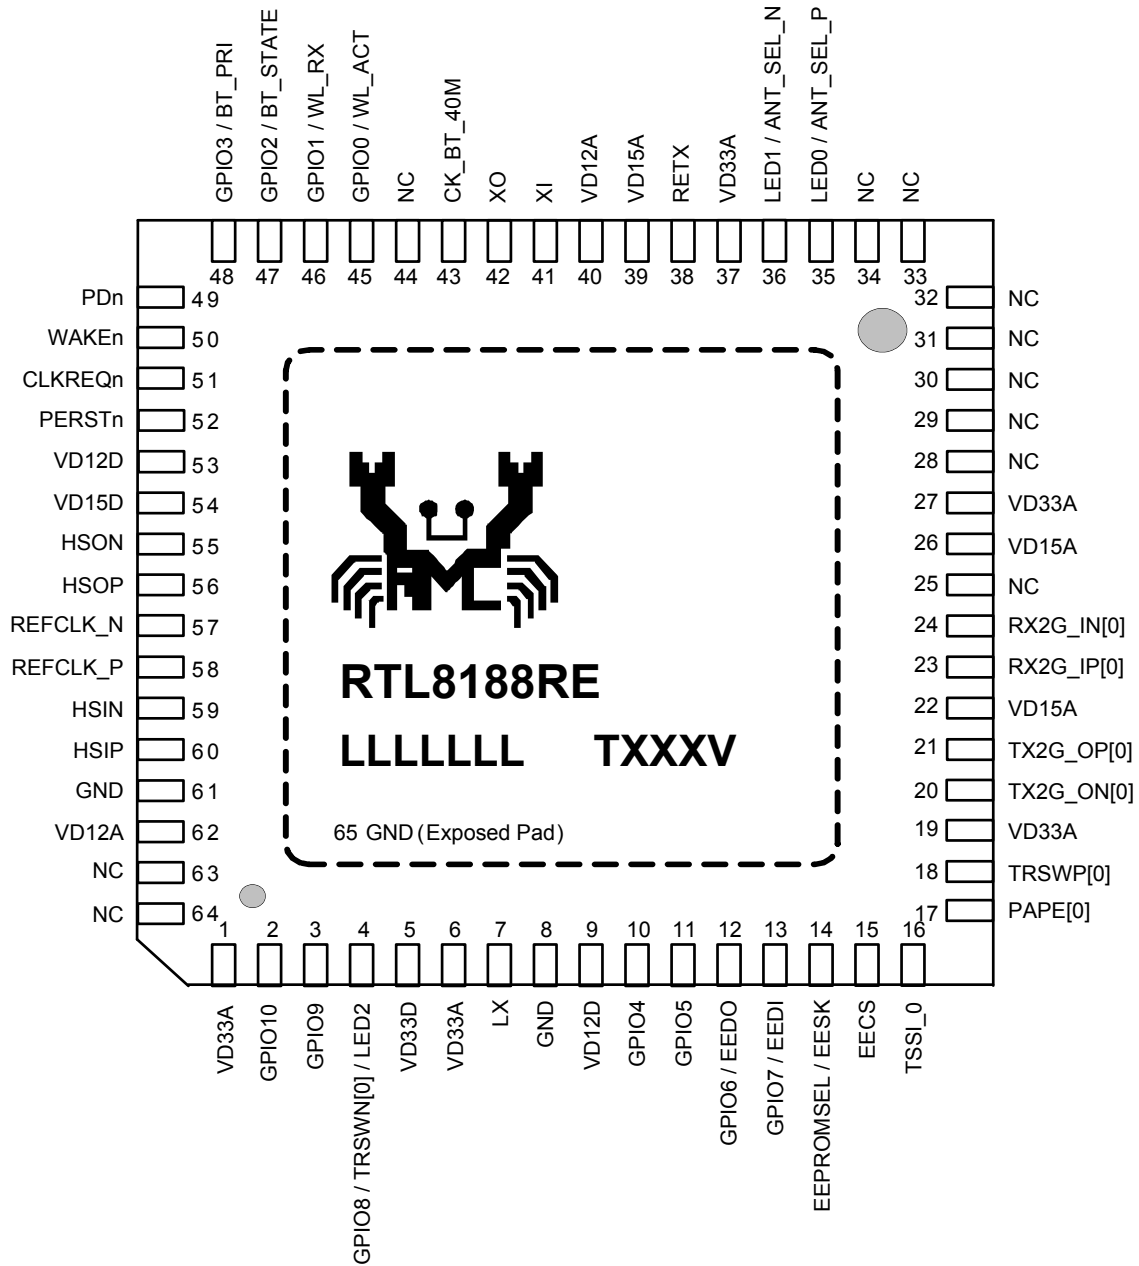 GPIO3 / BT_PRI
GPIO2 / BT_STATE
GPIO1 / WL_RX
GPIO0 / WL_ACT
NC
CK_BT_40M
XO
XI
VD12A
VD15A
RETX
VD33A
LED1 / ANT_SEL_N
LED0 / ANT_SEL_P
NC
NC
48 47 46 45 44 43 42 41 40 39 38 37 36 35 34 33
PDn 49
WAKEn 50
CLKREQn 51
PERSTn 52
VD12D 53
VD15D 54
HSON 55
HSOP 56
REFCLK_N 57
REFCLK_P 58
HSIN 59
HSIP 60
GND 61
VD12A 62
NC 63
NC 64
RTL8188RE
LLLLLLL TXXXV
65 GND (Exposed Pad)
32 NC
31 NC
30 NC
29 NC
28 NC
27 VD33A
26 VD15A
25 NC
24 RX2G_IN[0]
23 RX2G_IP[0]
22 VD15A
21 TX2G_OP[0]
20 TX2G_ON[0]
19 VD33A
18 TRSWP[0]
17 PAPE[0]
1 2 3 4 5 6 7 8 9 10 11 12 13 14 15 16
VD33A
GPIO10
GPIO9
GPIO8 / TRSWN[0] / LED2
VD33D
VD33A
LX
GND
VD12D
GPIO4
GPIO5
GPIO6 / EEDO
GPIO7 / EEDI
EEPROMSEL / EESK
EECS
TSSI_0